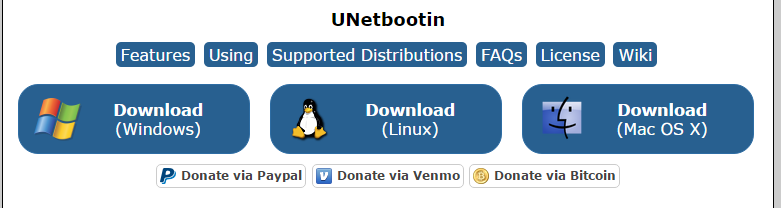 UNetbootin
Features Using Supported Distributions FAQs License Wiki
Download Download Download
(Windows) (Linux) (Mac OS X)
Donate via Paypal Donate via Venmo Donate via Bitcoin